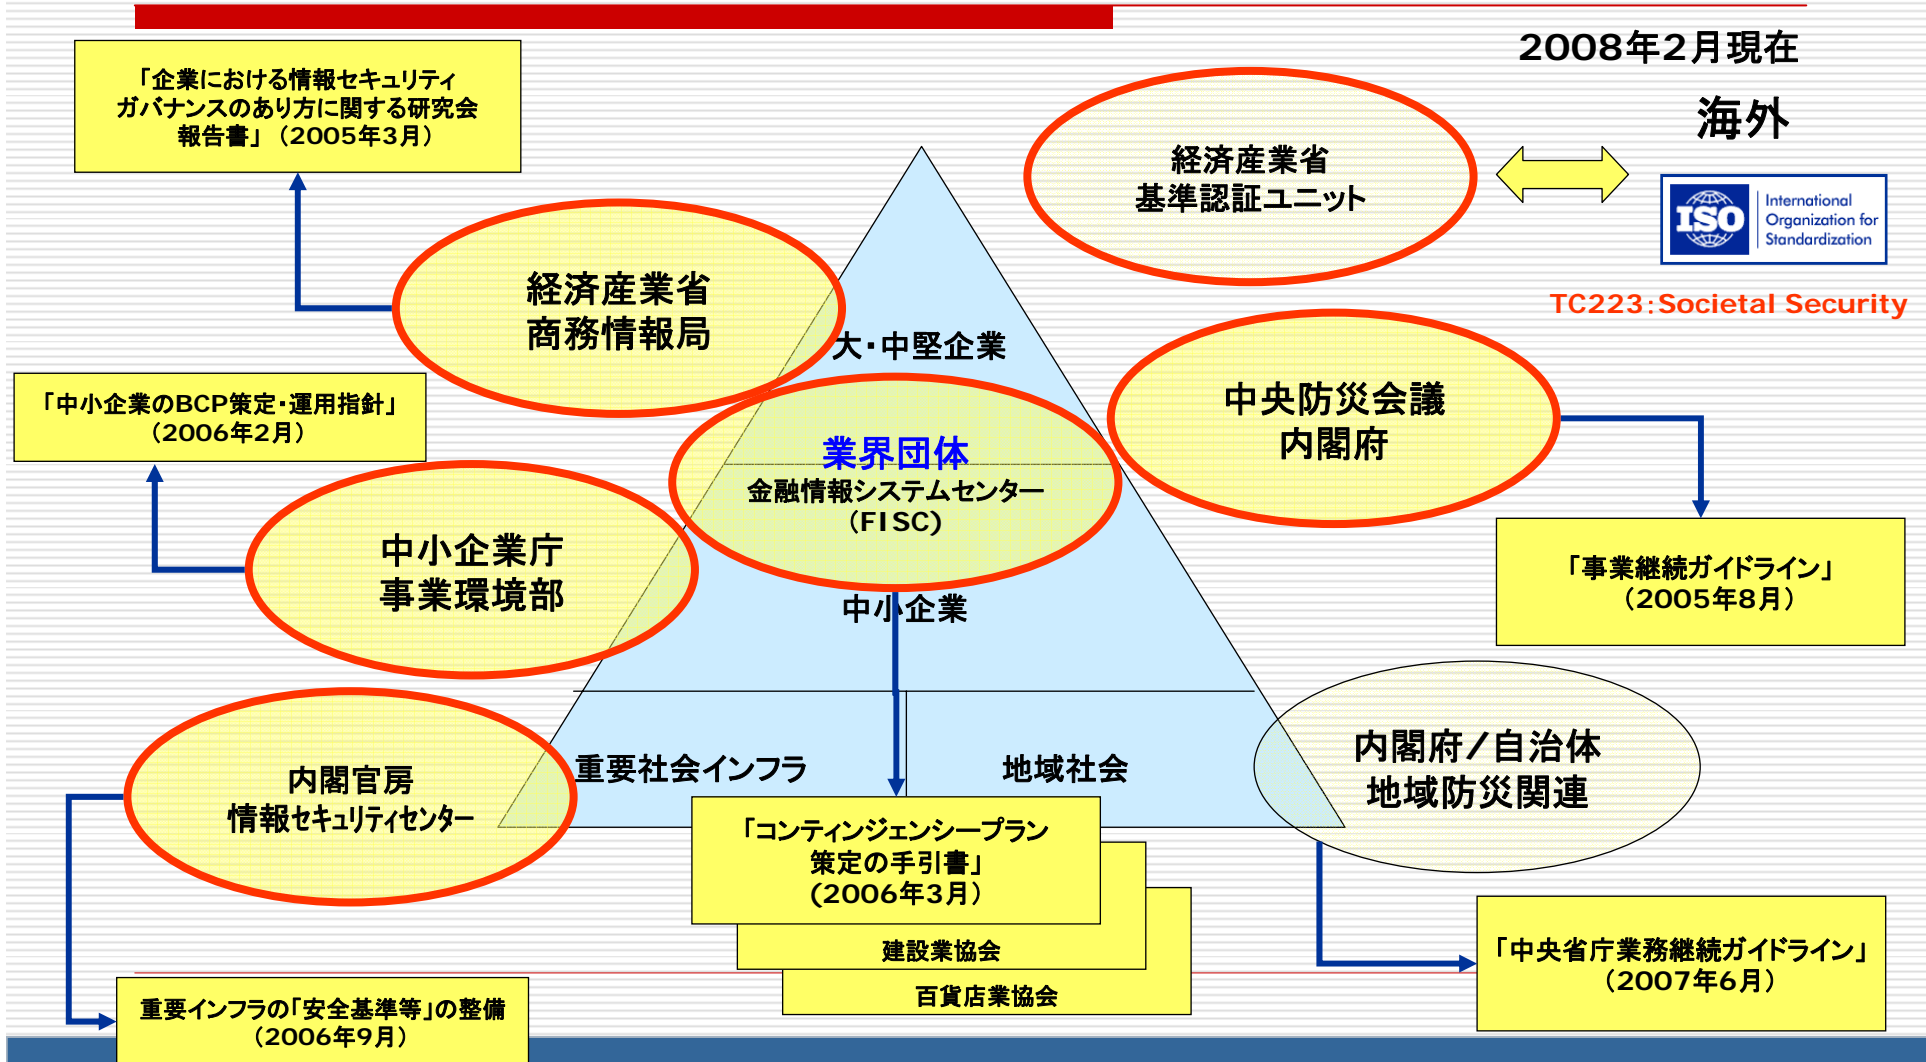 2008年2月現在
海外
「企業における情報セキュリティ
ガバナンスのあり方に関する研究会
報告書」（2005年3月）
経済産業省
基準認証ユニット
ISO
International
Organization for
Standardization
TC223：Societal Security
経済産業省
商務情報局
大・中堅企業
「中小企業のBCP策定・運用指針」
（2006年2月）
業界団体
金融情報システムセンター
（FISC）
中央防災会議
内閣府
中小企業庁
事業環境部
中小企業
「事業継続ガイドライン」
（2005年8月）
内閣官房
情報セキュリティセンター
重要社会インフラ
地域社会
内閣府/自治体
地域防災関連
「コンティンジェンシープラン
策定の手引書」
（2006年3月）
建設業協会
百貨店業協会
重要インフラの「安全基準等」の整備
（2006年9月）
「中央省庁業務継続ガイドライン」
（2007年6月）